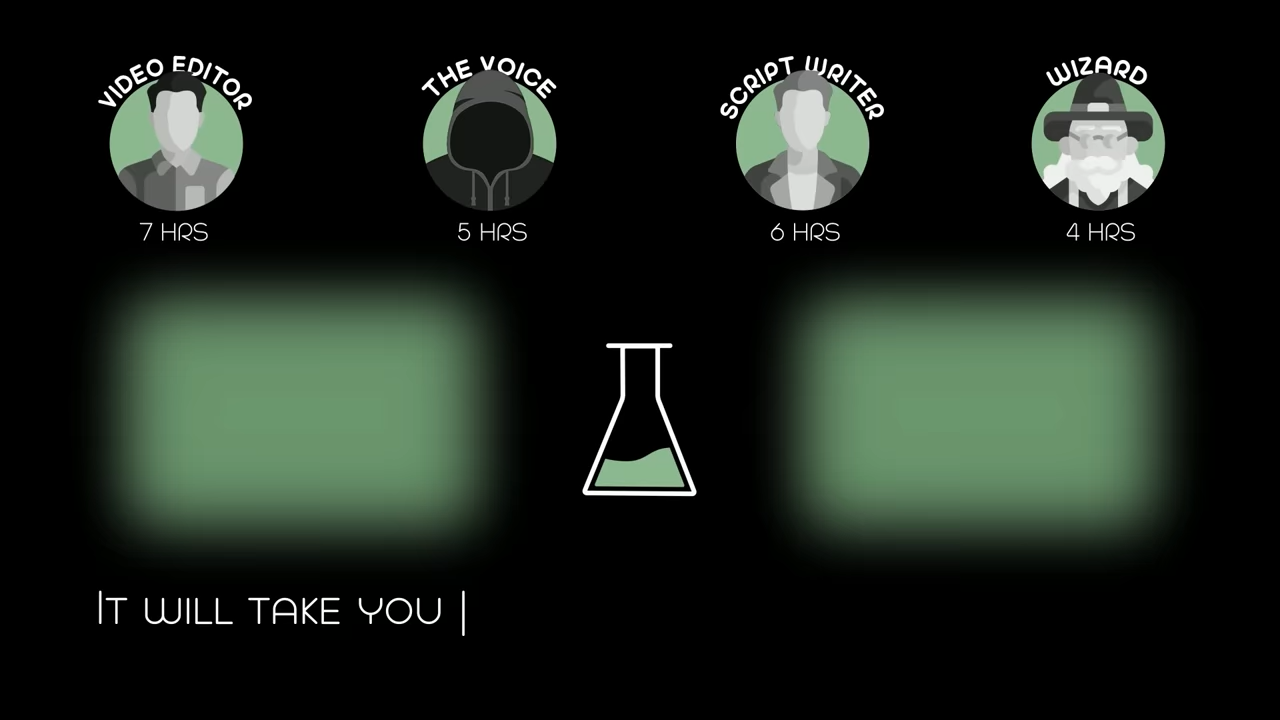 VIDEO EDITOR
THE VOICE
SCRIPT WRITER
WIZARD
7 HRS
5 HRS
6 HRS
4 HRS
IT WILL TAKE YOU |